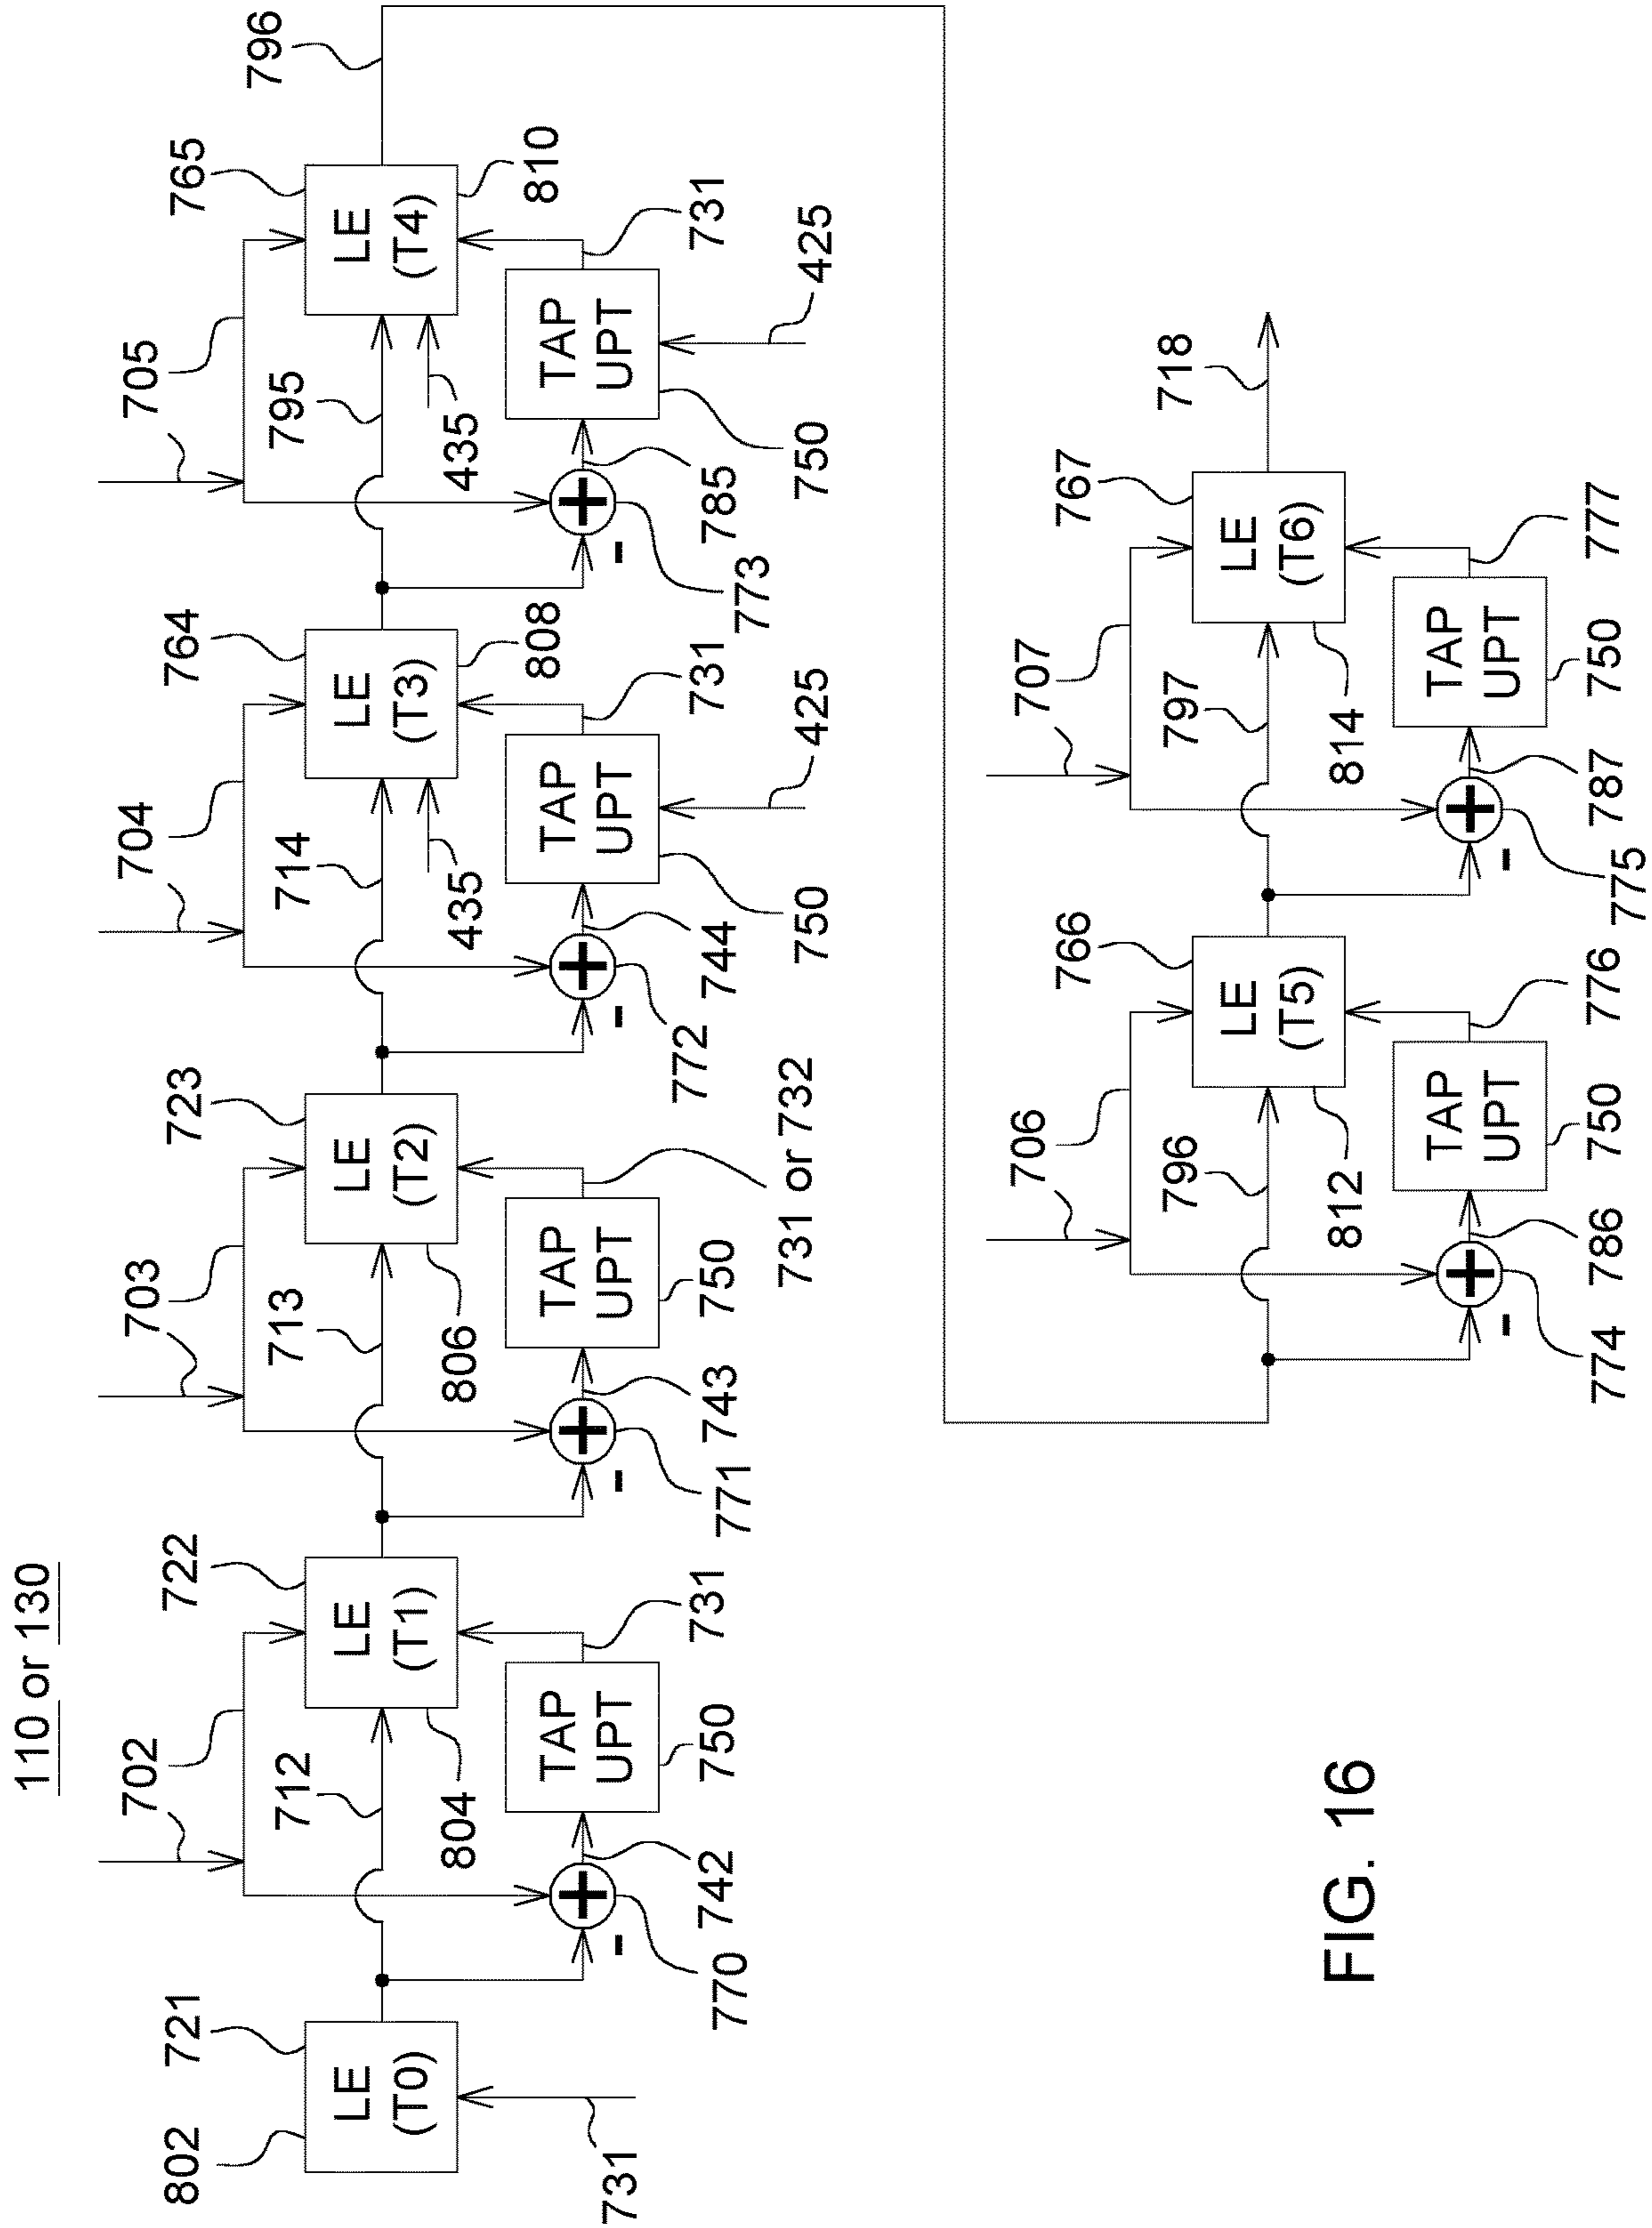 110 or 130
802
721
LE
(T0)
731
702
712
722
LE
(T1)
804
770
-
742
TAP
UPT
750
731
703
713
723
LE
(T2)
806
771
-
743
TAP
UPT
750
731 or 732
704
714
764
LE
(T3)
435
808
772
-
744
TAP
UPT
750
731
425
705
795
765
LE
(T4)
435
810
773
-
785
TAP
UPT
750
731
425
796
706
796
766
LE
(T5)
812
774
-
786
TAP
UPT
750
776
707
797
767
LE
(T6)
814
775
-
787
TAP
UPT
750
777
718
FIG. 16